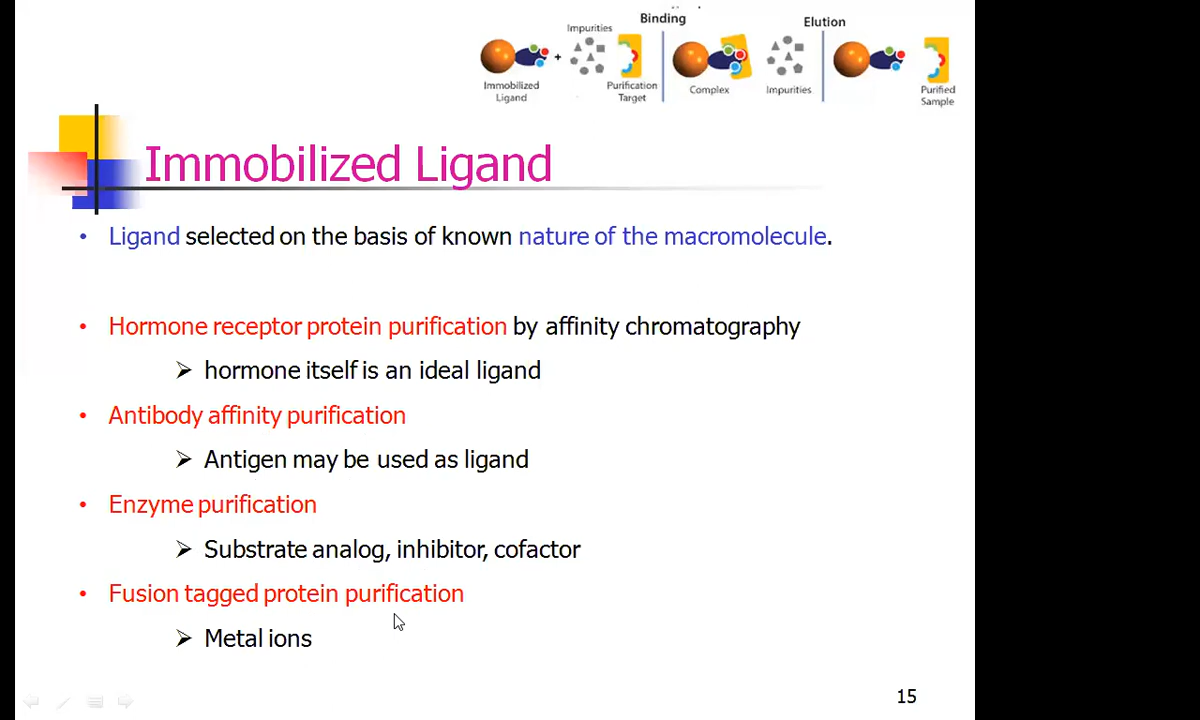 Binding
Elution
Impurities
+
Immobilized
Ligand
Purification
Target
Complex
Impurities
Purified
Sample
Immobilized Ligand
• Ligand selected on the basis of known nature of the macromolecule.
• Hormone receptor protein purification by affinity chromatography
➢ hormone itself is an ideal ligand
• Antibody affinity purification
➢ Antigen may be used as ligand
• Enzyme purification
➢ Substrate analog, inhibitor, cofactor
• Fusion tagged protein purification
➢ Metal ions
15